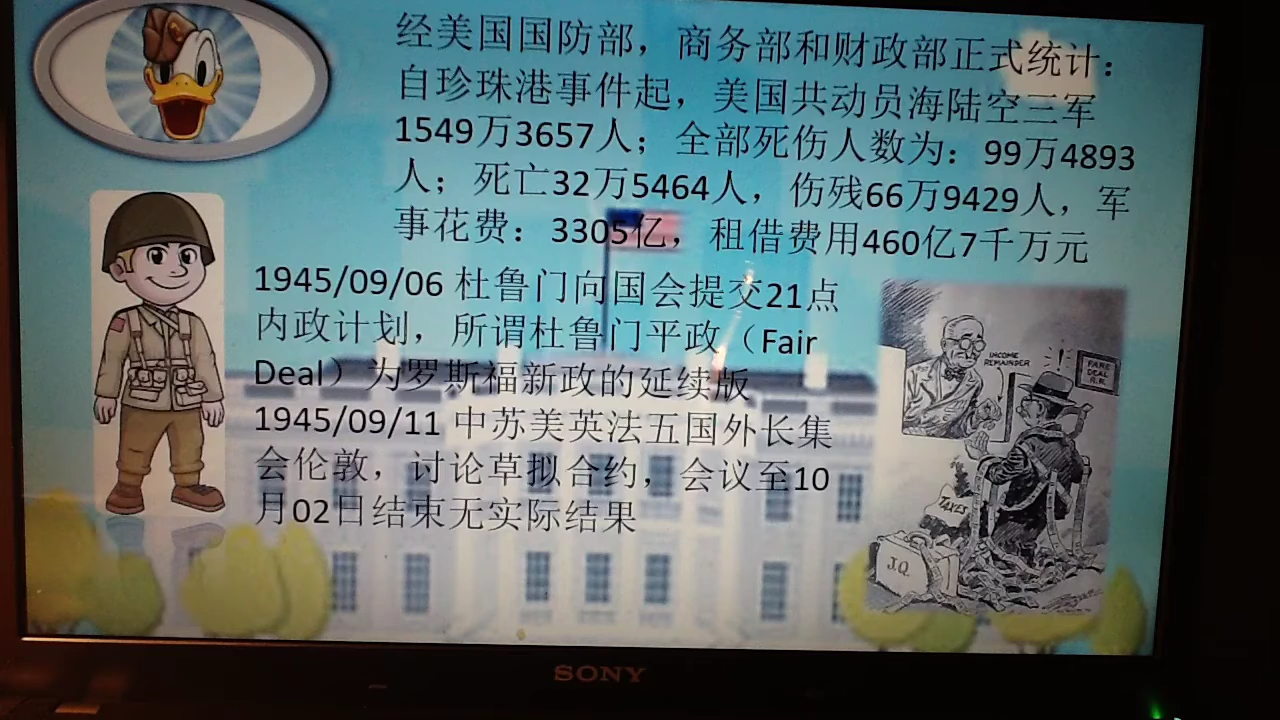 经美国国防部，商务部和财政部正式统计：
自珍珠港事件起，美国共动员海陆空三军
1549万3657人；全部死伤人数为：99万4893
人；死亡32万5464人，伤残66万9429人，军
事花费：3305亿，租借费用460亿7千万元
1945/09/06 杜鲁门向国会提交21点
内政计划，所谓杜鲁门平政（Fair
Deal）为罗斯福新政的延续版
1945/09/11 中苏美英法五国外长集
会伦敦，讨论草拟合约，会议至10
月02日结束无实际结果
INCOME
REMAINDER
FARE
DEAL
R.R.
TAXES
J.Q.
SONY